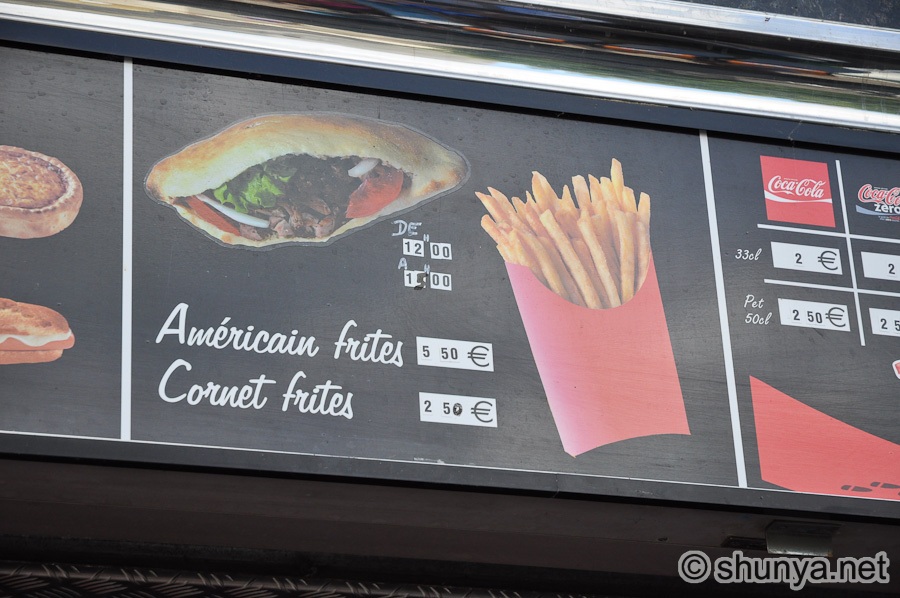 DE
12 H 00
A
H 00
Américain frites 5 50 €
Cornet frites 2 50 €
Coca-Cola
Coca-Cola
zero
33cl 2 € 2
Pet
50cl 2 50 € 2 5
© shunya.net